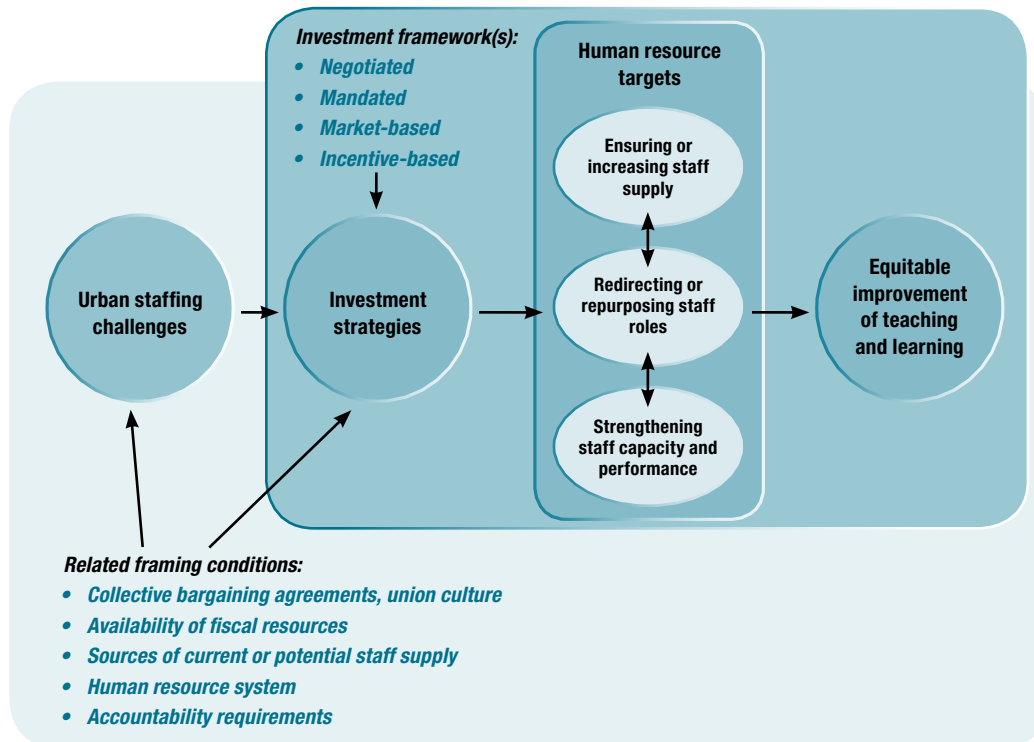 Investment framework(s):
• Negotiated
• Mandated
• Market-based
• Incentive-based
Human resource
targets
Ensuring or
increasing staff
supply
Urban staffing
challenges
Investment
strategies
Redirecting or
repurposing staff
roles
Equitable
improvement
of teaching
and learning
Strengthening
staff capacity and
performance
Related framing conditions:
• Collective bargaining agreements, union culture
• Availability of fiscal resources
• Sources of current or potential staff supply
• Human resource system
• Accountability requirements